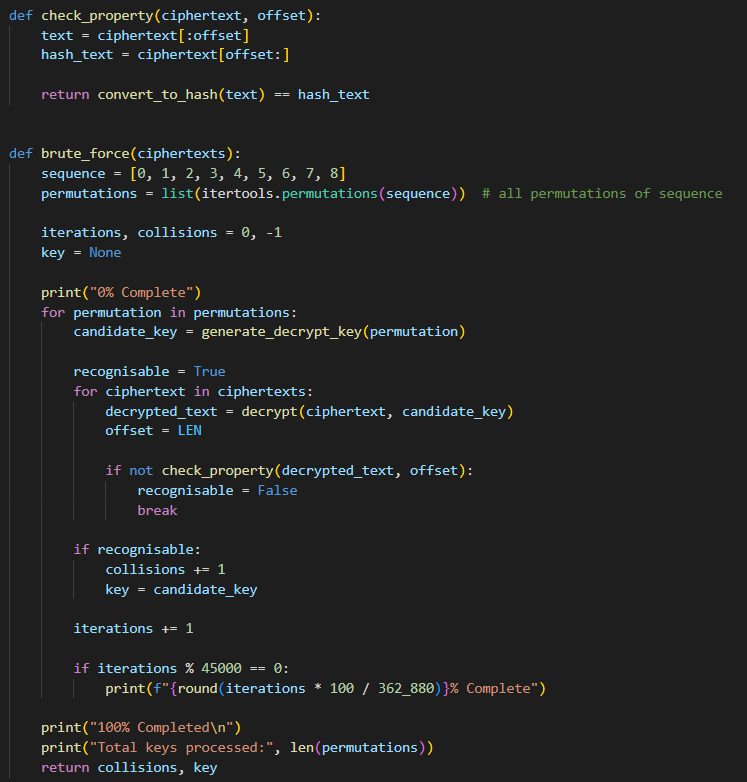 def check_property(ciphertext, offset):
    text = ciphertext[:offset]
    hash_text = ciphertext[offset:]

    return convert_to_hash(text) == hash_text


def brute_force(ciphertexts):
    sequence = [0, 1, 2, 3, 4, 5, 6, 7, 8]
    permutations = list(itertools.permutations(sequence))  # all permutations of sequence

    iterations, collisions = 0, -1
    key = None

    print("0% Complete")
    for permutation in permutations:
        candidate_key = generate_decrypt_key(permutation)

        recognisable = True
        for ciphertext in ciphertexts:
            decrypted_text = decrypt(ciphertext, candidate_key)
            offset = LEN

            if not check_property(decrypted_text, offset):
                recognisable = False
                break

        if recognisable:
            collisions += 1
            key = candidate_key

        iterations += 1

        if iterations % 45000 == 0:
            print(f"{round(iterations * 100 / 362_880)}% Complete")

    print("100% Completed\n")
    print("Total keys processed:", len(permutations))
    return collisions, key